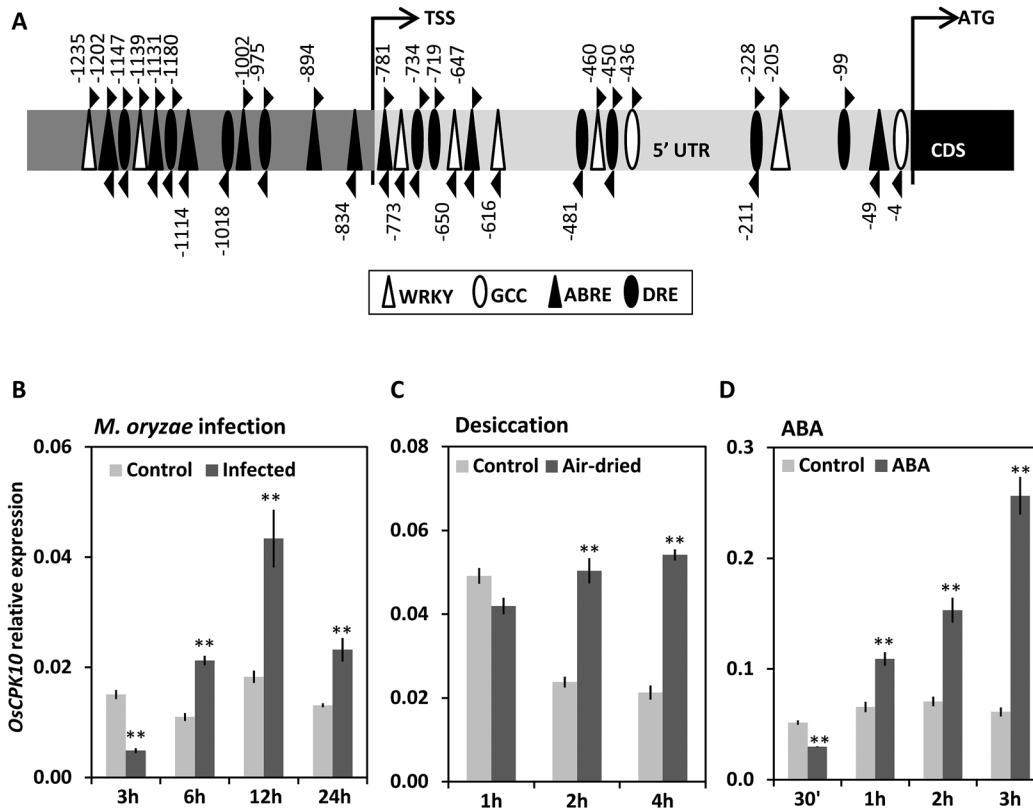 A
TSS
ATG
-1235
-1202
-1147
-1139
-1131
-1180
-1002
-975
-894
-781
-734
-719
-647
-460
-450
-436
-228
-205
-99
5' UTR
CDS
-1114
-1018
-834
-773
-650
-616
-481
-211
-49
-4
WRKY GCC ABRE DRE
B
M. oryzae infection
Control Infected
OsCPK10 relative expression
0.06
0.04
0.02
0.00
** ** ** **
3h 6h 12h 24h
C
Desiccation
Control Air-dried
0.08
0.06
0.04
0.02
0.00
** **
1h 2h 4h
D
ABA
Control ABA
0.3
0.2
0.1
0.0
** ** ** **
30' 1h 2h 3h